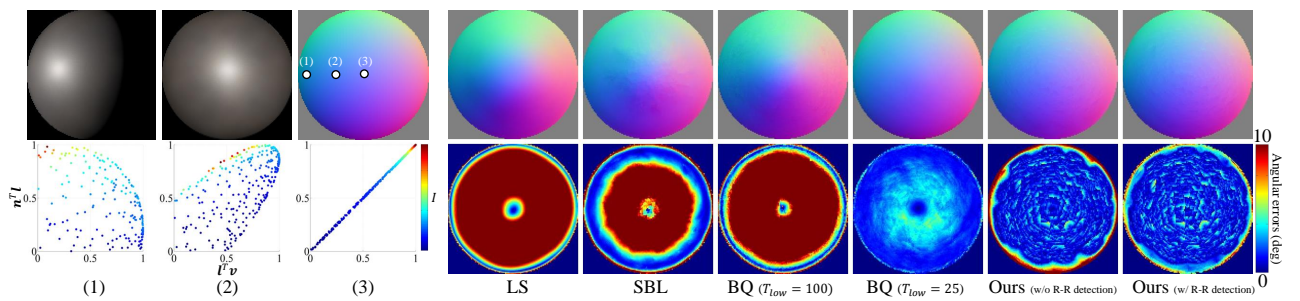 (1) (2) (3)
1
0.5
0
0 0.5 1
1
0.5
0
0 0.5 1
1
0.5
0
0 0.5 1
nᵀl
lᵀv
I
10
Angular errors (deg)
0
(1) (2) (3) LS SBL BQ (T_low = 100) BQ (T_low = 25) Ours (w/o R-R detection) Ours (w/ R-R detection)